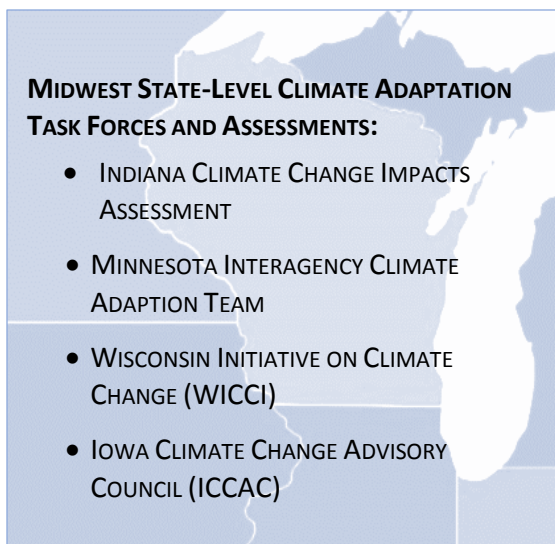 MIDWEST STATE-LEVEL CLIMATE ADAPTATION
TASK FORCES AND ASSESSMENTS:
• INDIANA CLIMATE CHANGE IMPACTS
ASSESSMENT
• MINNESOTA INTERAGENCY CLIMATE
ADAPTION TEAM
• WISCONSIN INITIATIVE ON CLIMATE
CHANGE (WICCI)
• IOWA CLIMATE CHANGE ADVISORY
COUNCIL (ICCAC)